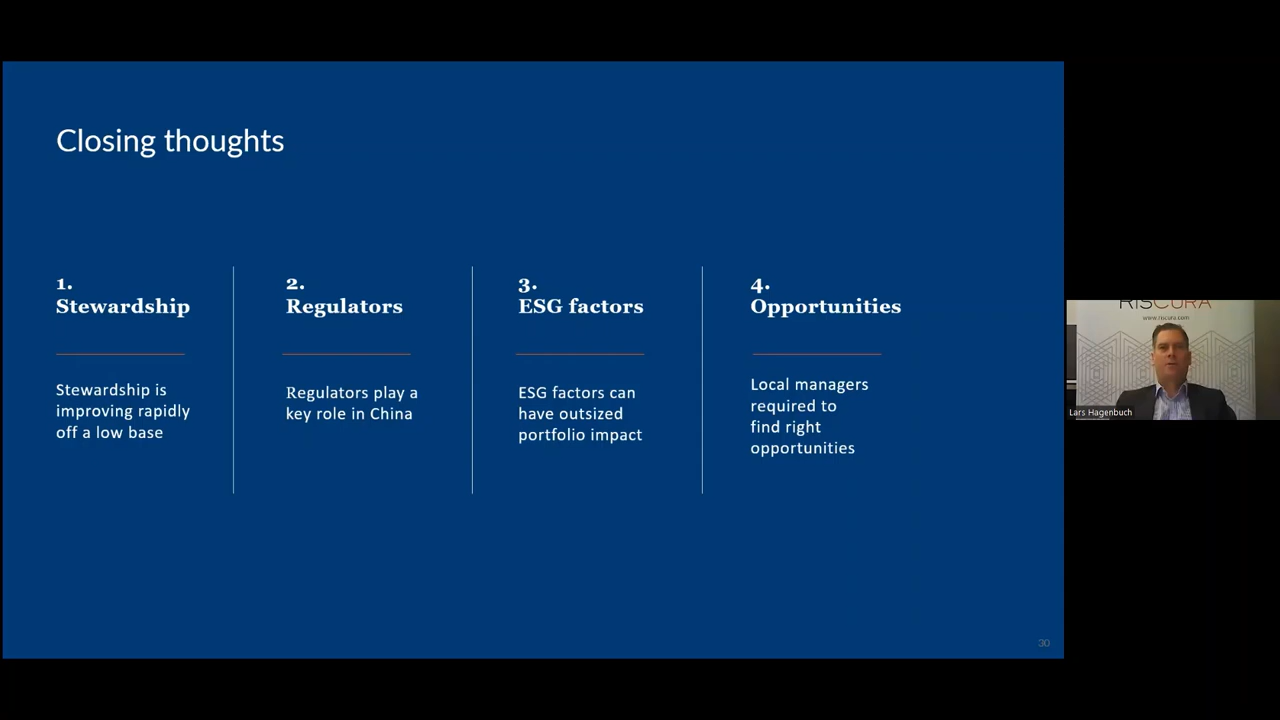 Closing thoughts
1.
Stewardship
Stewardship is
improving rapidly
off a low base
2.
Regulators
Regulators play a
key role in China
3.
ESG factors
ESG factors can
have outsized
portfolio impact
4.
Opportunities
Local managers
required to
find right
opportunities
30
RISCURA
www.riscura.com
Lars Hagenbuch